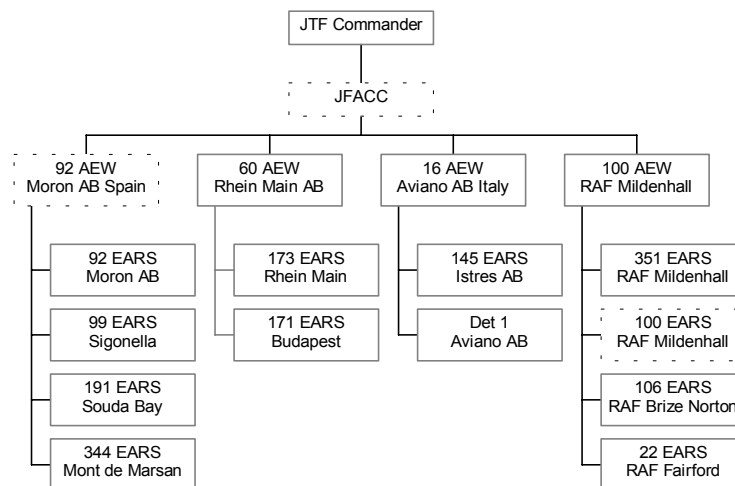 JTF Commander
JFACC
92 AEW
Moron AB Spain
60 AEW
Rhein Main AB
16 AEW
Aviano AB Italy
100 AEW
RAF Mildenhall
92 EARS
Moron AB
173 EARS
Rhein Main
145 EARS
Istres AB
351 EARS
RAF Mildenhall
99 EARS
Sigonella
171 EARS
Budapest
Det 1
Aviano AB
100 EARS
RAF Mildenhall
191 EARS
Souda Bay
106 EARS
RAF Brize Norton
344 EARS
Mont de Marsan
22 EARS
RAF Fairford